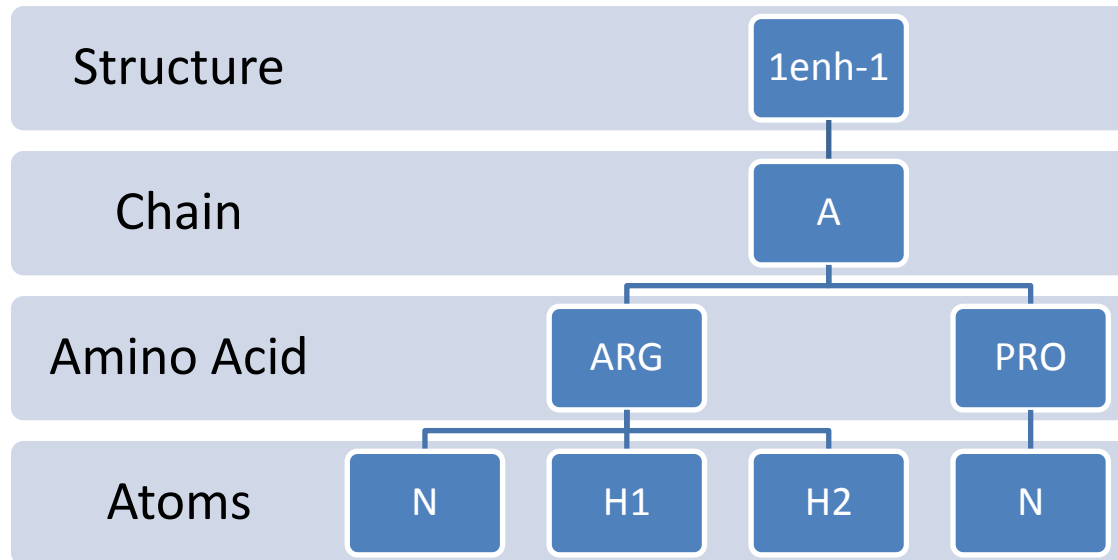 Structure
1enh-1
Chain
A
Amino Acid
ARG
PRO
Atoms
N
H1
H2
N